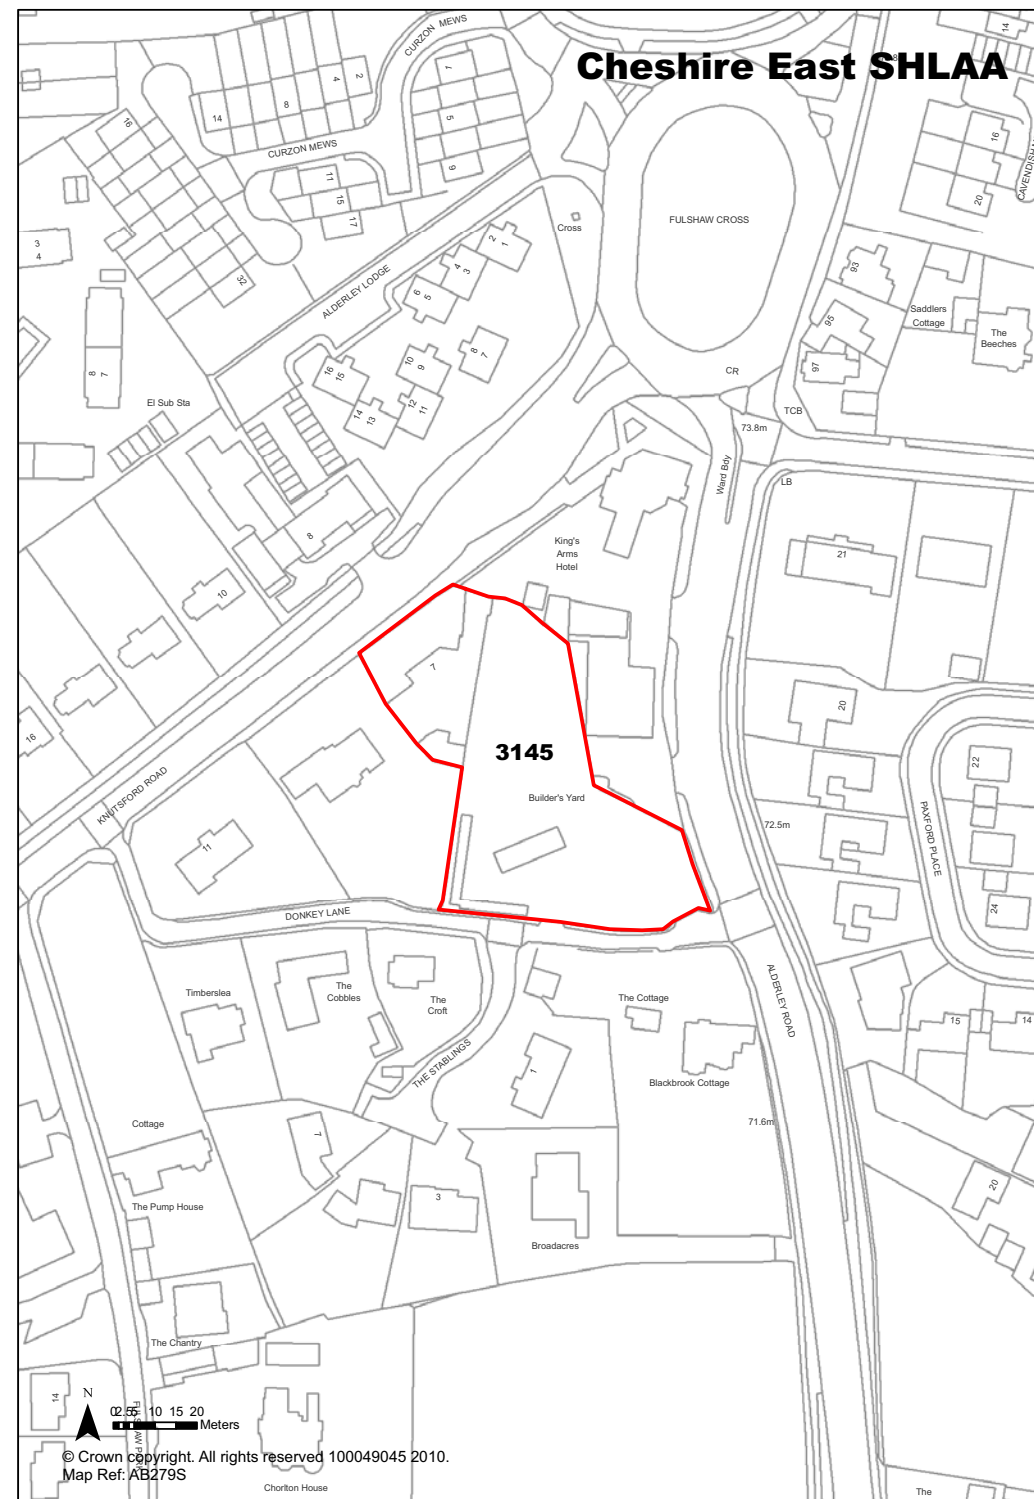 Cheshire East SHLAA
CURZON MEWS
14
8
4
2
7
5
9
14
16
CURZON MEWS
11
15
17
32
16
20
3
4
Cross
FULSHAW CROSS
ALDERLEY LODGE
2
1
4
3
6
5
8
7
10
9
16
15
12
11
14
13
93
95
97
Saddlers
Cottage
The
Beeches
8
7
El Sub Sta
CR
TCB
73.8m
Ward Bdy
LB
8
10
King's
Arms
Hotel
21
7
20
16
22
3145
KNUTSFORD ROAD
Builder's Yard
72.5m
PAXFORD PLACE
11
24
DONKEY LANE
Timberslea
The
Cobbles
The
Croft
The Cottage
ALDERLEY ROAD
15
14
THE STABLINGS
1
Blackbrook Cottage
71.6m
Cottage
7
20
The Pump House
3
Broadacres
The Chantry
14
N
0 2.5 5 10 15 20
Meters
© Crown copyright. All rights reserved 100049045 2010.
Map Ref: AB279S
Chorlton House
The